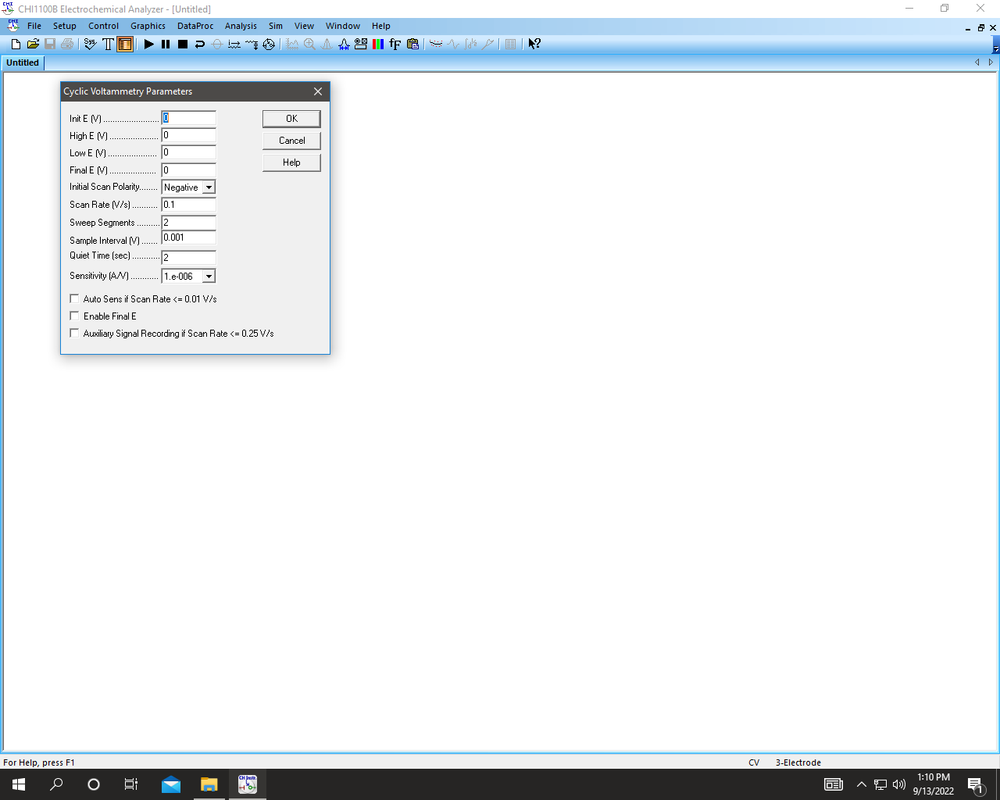 CHI1100B Electrochemical Analyzer - [Untitled]
File Setup Control Graphics DataProc Analysis Sim View Window Help
Untitled
Cyclic Voltammetry Parameters
Init E (V) ........................ 0
OK
High E (V) ..................... 0
Cancel
Low E (V) ..................... 0
Help
Final E (V) .................... 0
Initial Scan Polarity........ Negative
Scan Rate (V/s) ........... 0.1
Sweep Segments .......... 2
Sample Interval (V) ....... 0.001
Quiet Time (sec) ............ 2
Sensitivity (A/V) ............ 1.e-006
Auto Sens if Scan Rate <= 0.01 V/s
Enable Final E
Auxiliary Signal Recording if Scan Rate <= 0.25 V/s
For Help, press F1
CV 3-Electrode
CH Instr.
1:10 PM
9/13/2022
1